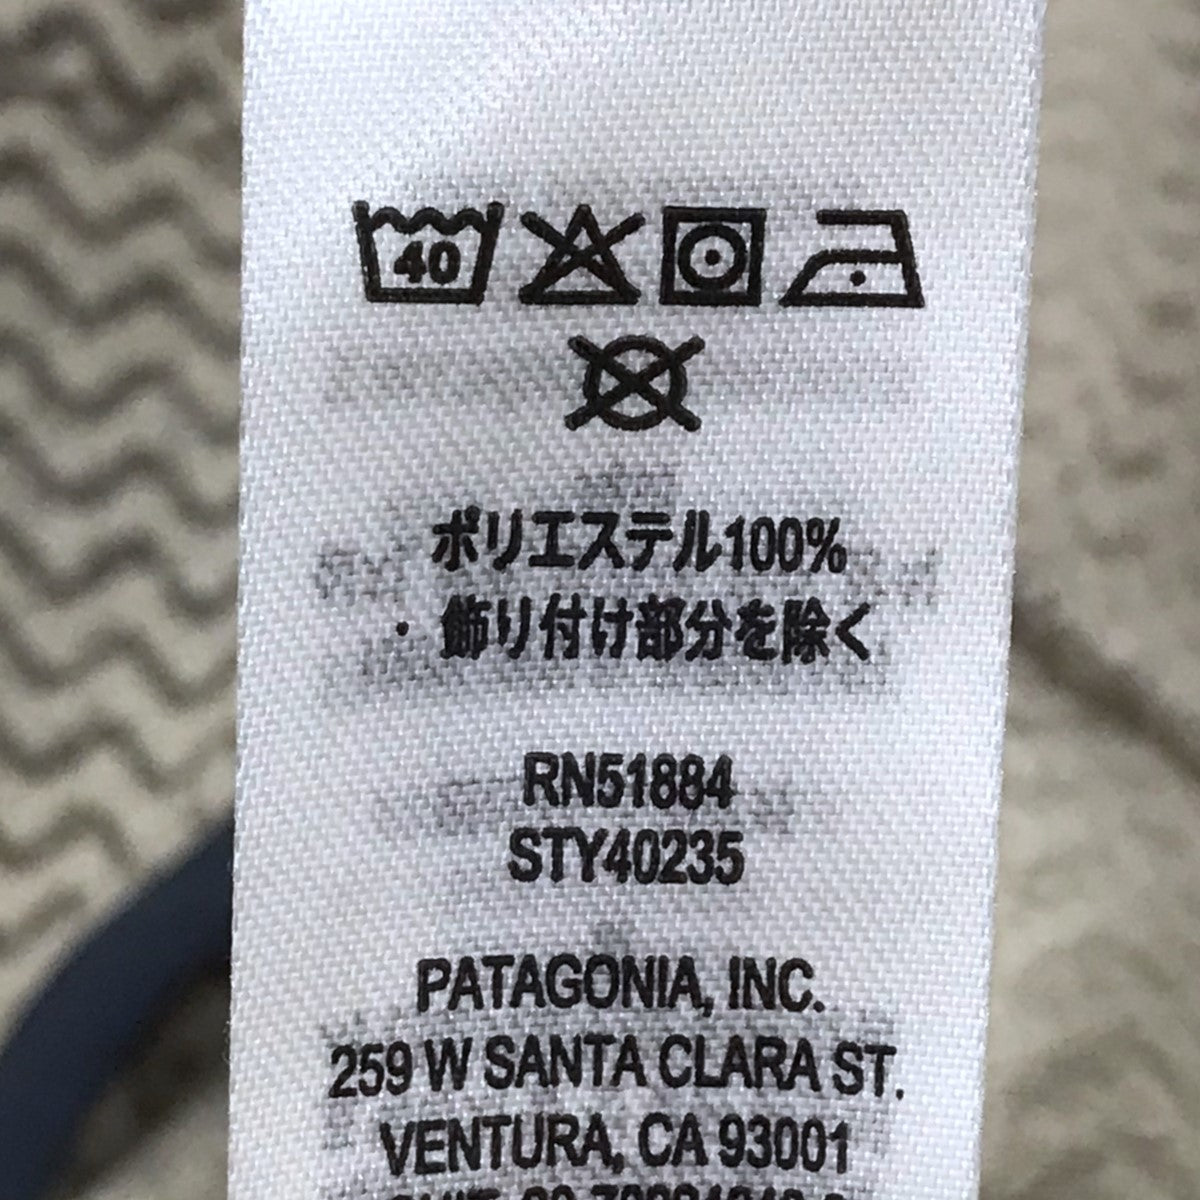 40
ポリエステル100%
・飾り付け部分を除く
RN51884
STY40235
PATAGONIA, INC.
259 W SANTA CLARA ST.
VENTURA, CA 93001